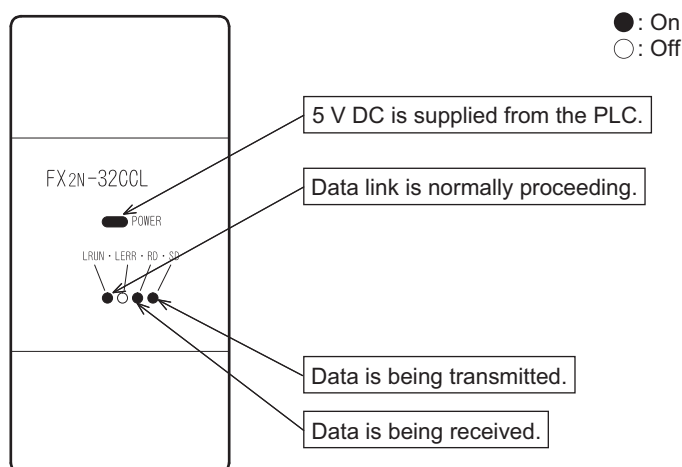 ●: On
○: Off
5 V DC is supplied from the PLC.
FX2N-32CCL
Data link is normally proceeding.
POWER
LRUN・LERR・RD・SD
Data is being transmitted.
Data is being received.